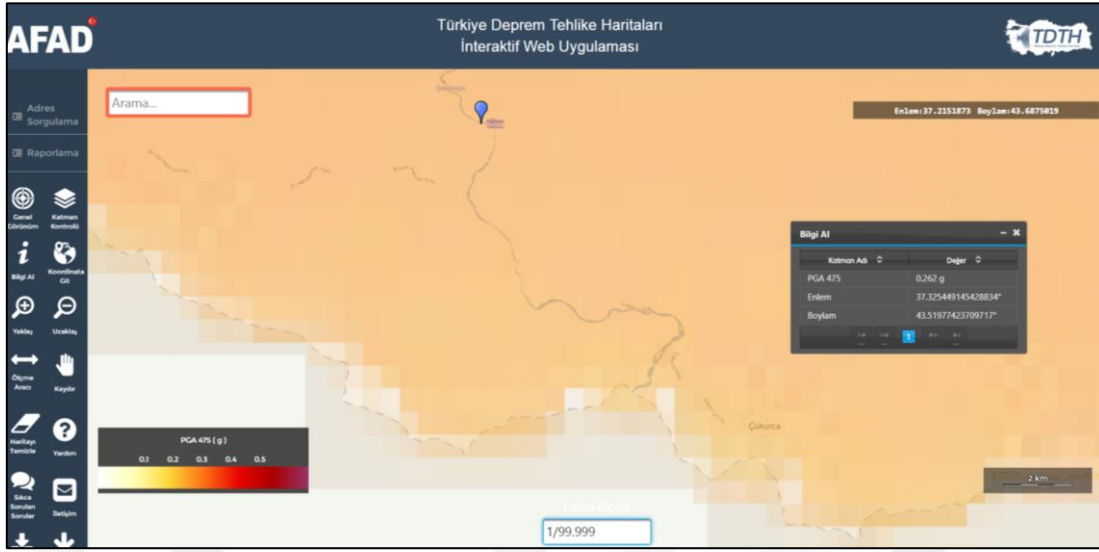 AFAD
Türkiye Deprem Tehlike Haritaları
İnteraktif Web Uygulaması
TDTH
Adres
Sorgulama
Raporlama
Genel
Görünüm
Katman
Kontrolü
Bilgi Al
Koordinata
Git
Yaklaş
Uzaklaş
Ölçme
Aracı
Kaydır
Haritayı
Temizle
Yardım
Sıkca
Sorulan
Sorular
İletişim
Arama...
Enlem:37.2151873 Boylam:43.6875019
Bilgi Al
Katman Adı Değer
PGA 475 0.262 g
Enlem 37.325449145428834°
Boylam 43.51977423709717°
1
Çukurca
PGA 475 ( g )
0.1 0.2 0.3 0.4 0.5
2 km
1/99.999